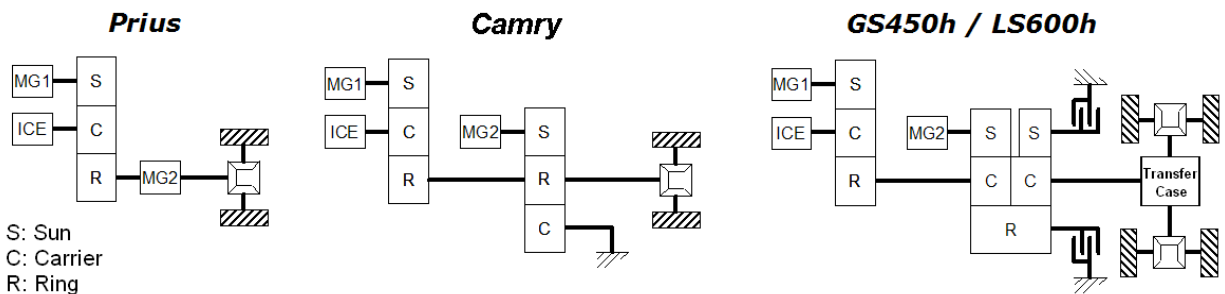 Prius
MG1
S
ICE
C
R
MG2
S: Sun
C: Carrier
R: Ring
Camry
MG1
S
ICE
C
MG2
S
R
R
C
GS450h / LS600h
MG1
S
ICE
C
MG2
S
S
R
C
C
Transfer
Case
R